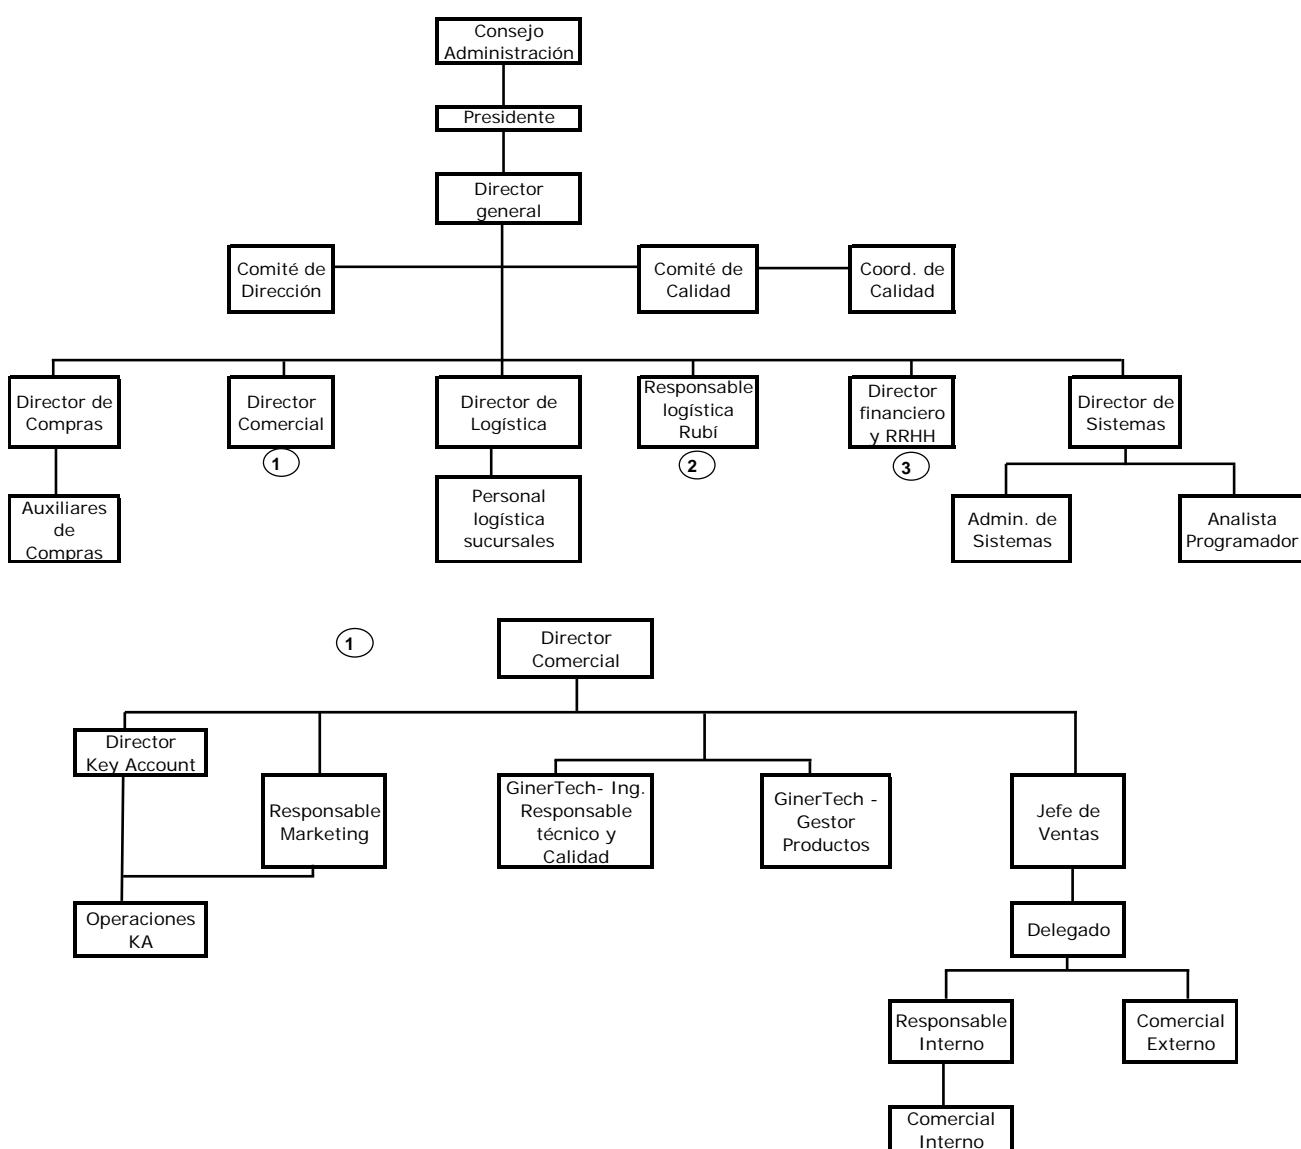 Consejo
Administración
Presidente
Director
general
Comité de
Dirección
Comité de
Calidad
Coord. de
Calidad
Director de
Compras
Director
Comercial
Director de
Logística
Responsable
logística
Rubí
Director
financiero
y RRHH
Director de
Sistemas
1
2
3
Auxiliares
de
Compras
Personal
logística
sucursales
Admin. de
Sistemas
Analista
Programador
1
Director
Comercial
Director
Key Account
Responsable
Marketing
GinerTech- Ing.
Responsable
técnico y
Calidad
GinerTech -
Gestor
Productos
Jefe de
Ventas
Operaciones
KA
Delegado
Responsable
Interno
Comercial
Externo
Comercial
Interno